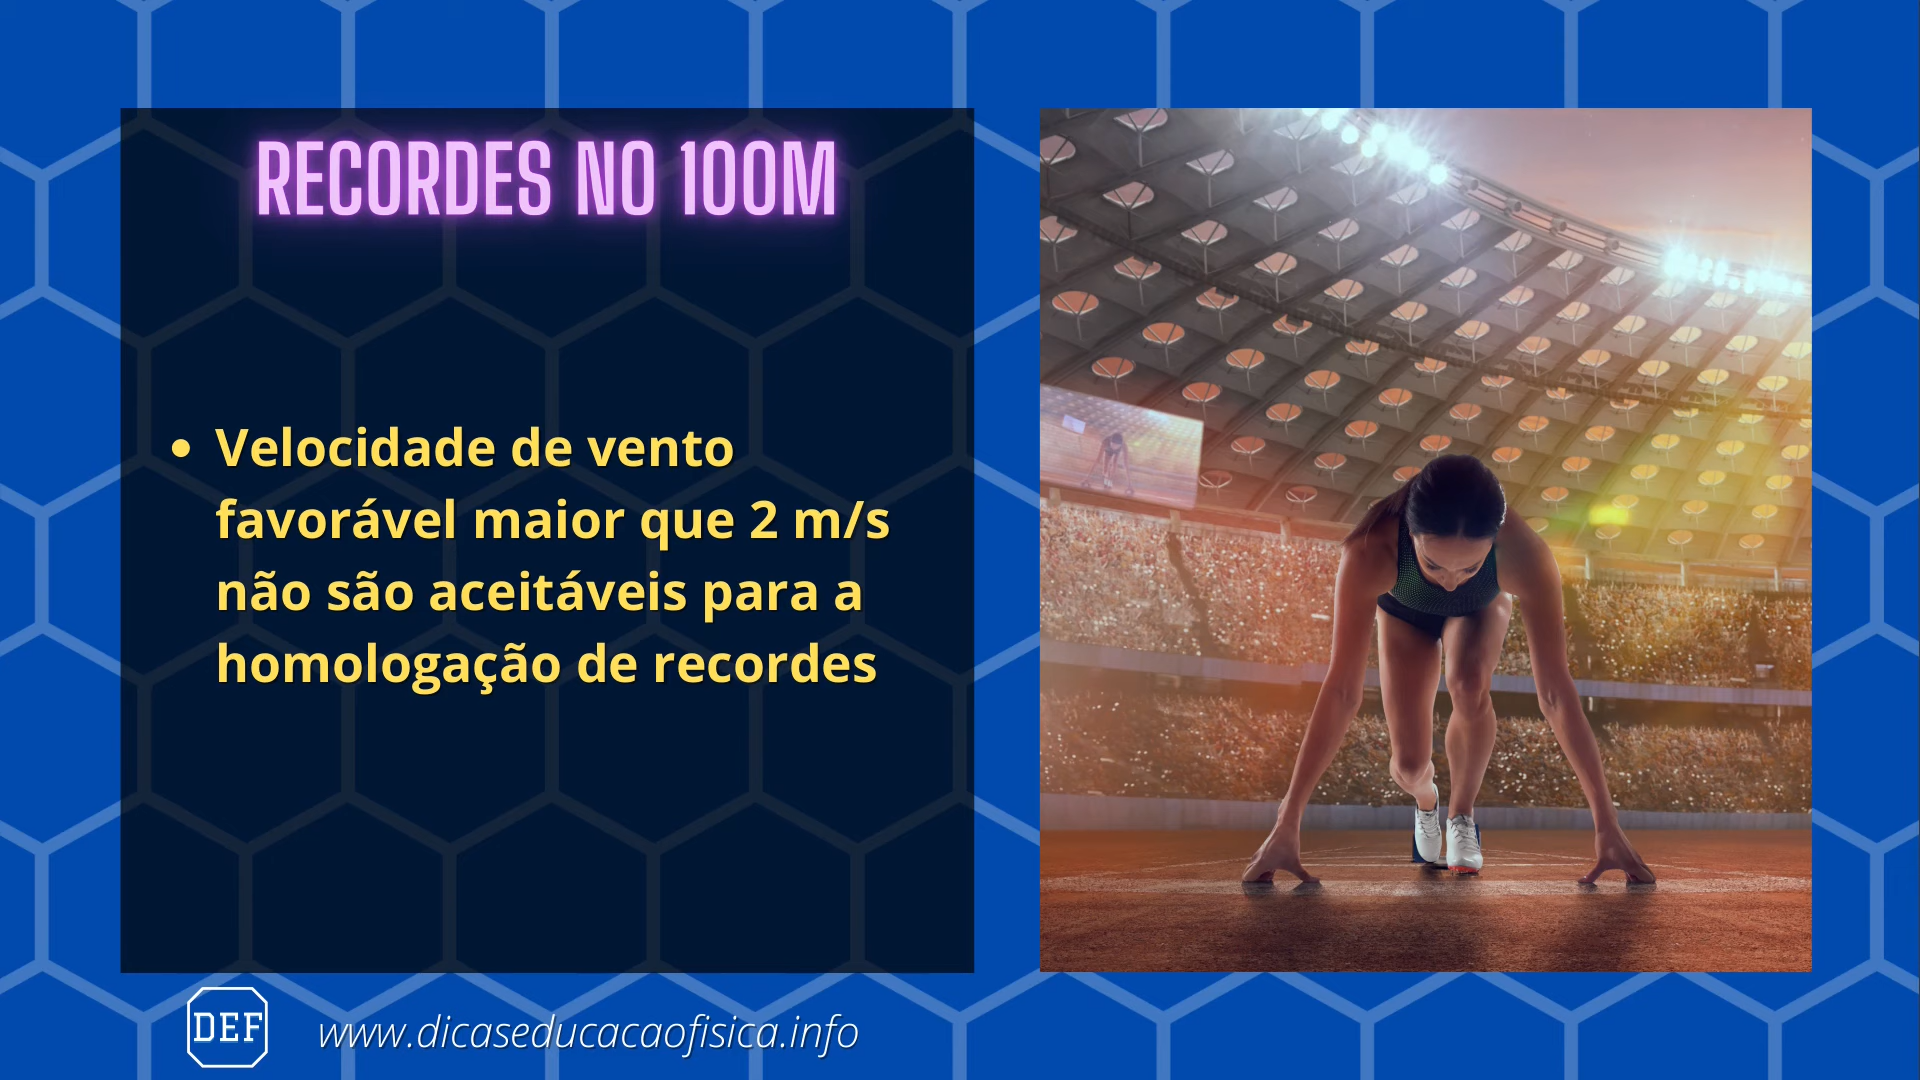 RECORDES NO 100M
• Velocidade de vento
favorável maior que 2 m/s
não são aceitáveis para a
homologação de recordes
DEF
www.dicaseducacaofisica.info